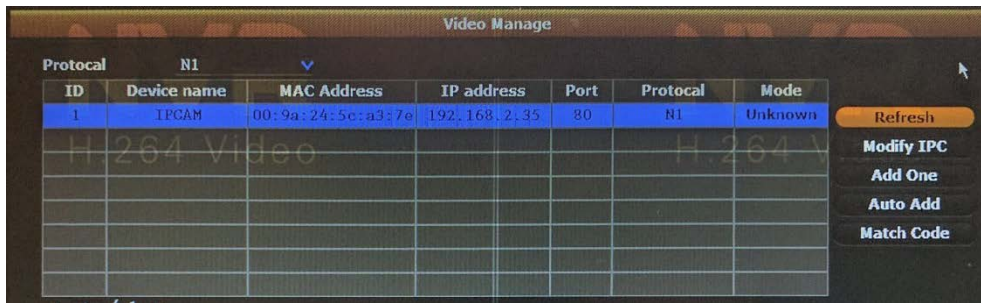 Video Manage
Protocal N1
ID Device name MAC Address IP address Port Protocal Mode
1 IPCAM 00:9a:24:5c:a3:7e 192.168.2.35 80 N1 Unknown
Refresh
H.264 Video H.264 V
Modify IPC
Add One
Auto Add
Match Code